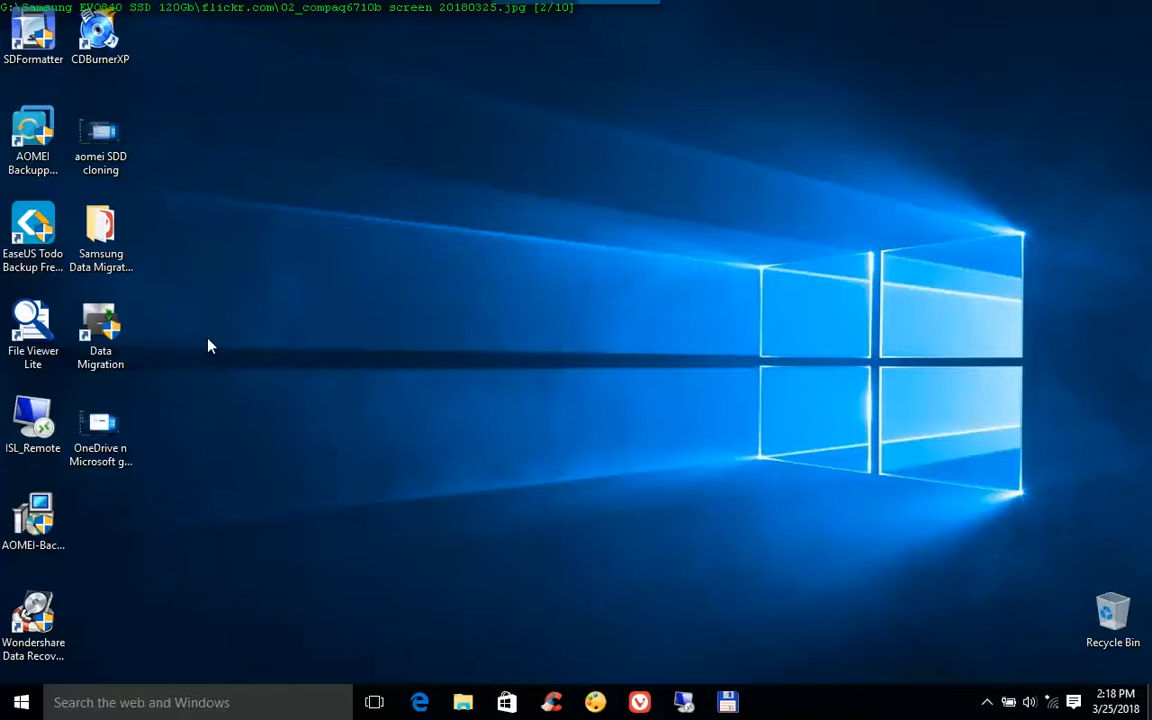 G:\Samsung EVO840 SSD 120Gb\flickr.com\02_compaq6710b screen 20180325.jpg [2/10]
SDFormatter
CDBurnerXP
AOMEI
Backupp...
aomei SDD
cloning
EaseUS Todo
Backup Fre...
Samsung
Data Migrat...
File Viewer
Lite
Data
Migration
ISL_Remote
OneDrive n
Microsoft g...
AOMEI-Bac...
Wondershare
Data Recov...
Recycle Bin
Search the web and Windows
2:18 PM
3/25/2018